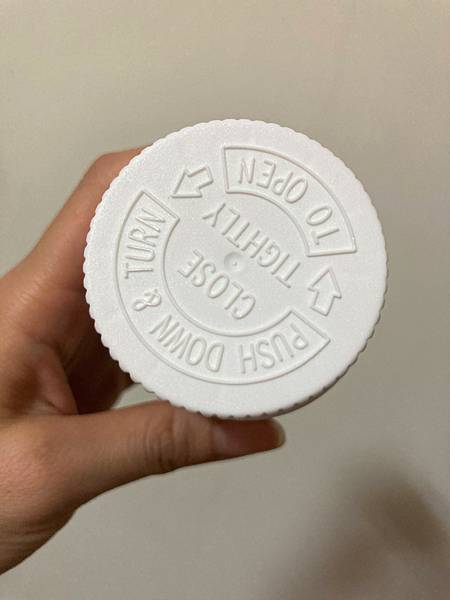 PUSH DOWN & TURN
TO OPEN
CLOSE
TIGHTLY